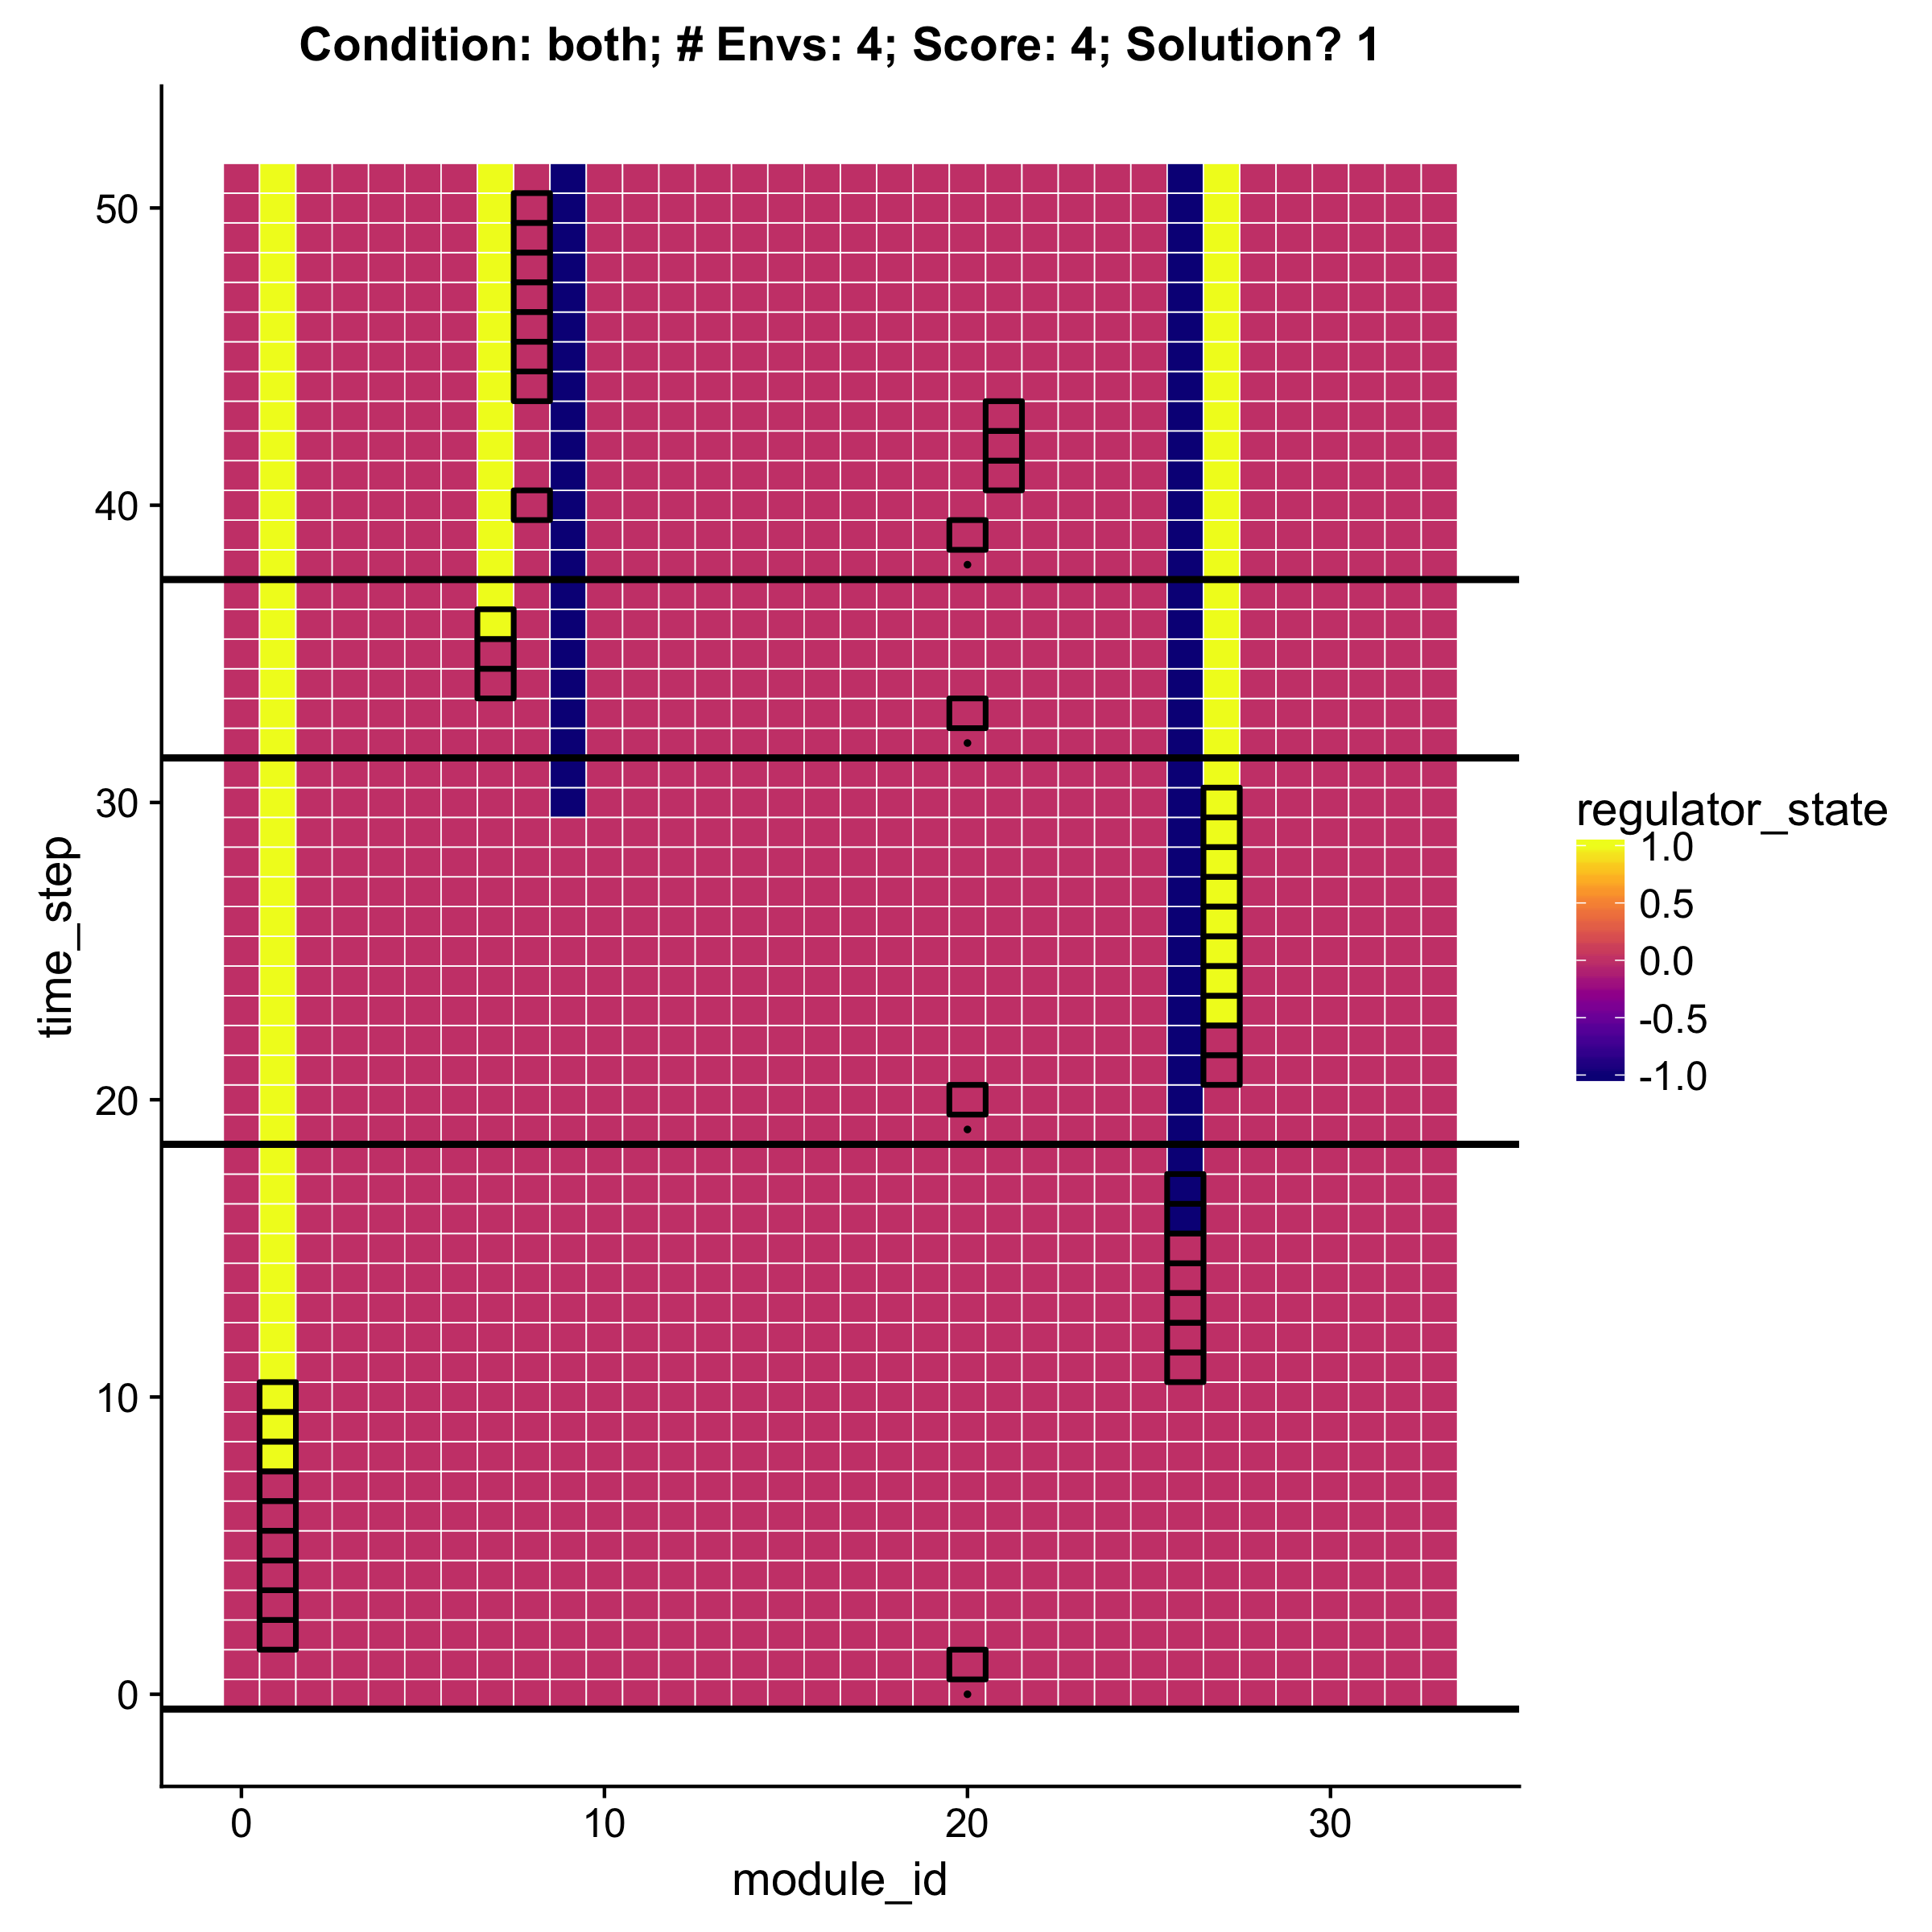 Condition: both; # Envs: 4; Score: 4; Solution? 1
50
40
30
20
10
0
time_step
0 10 20 30
module_id
regulator_state
1.0
0.5
0.0
-0.5
-1.0